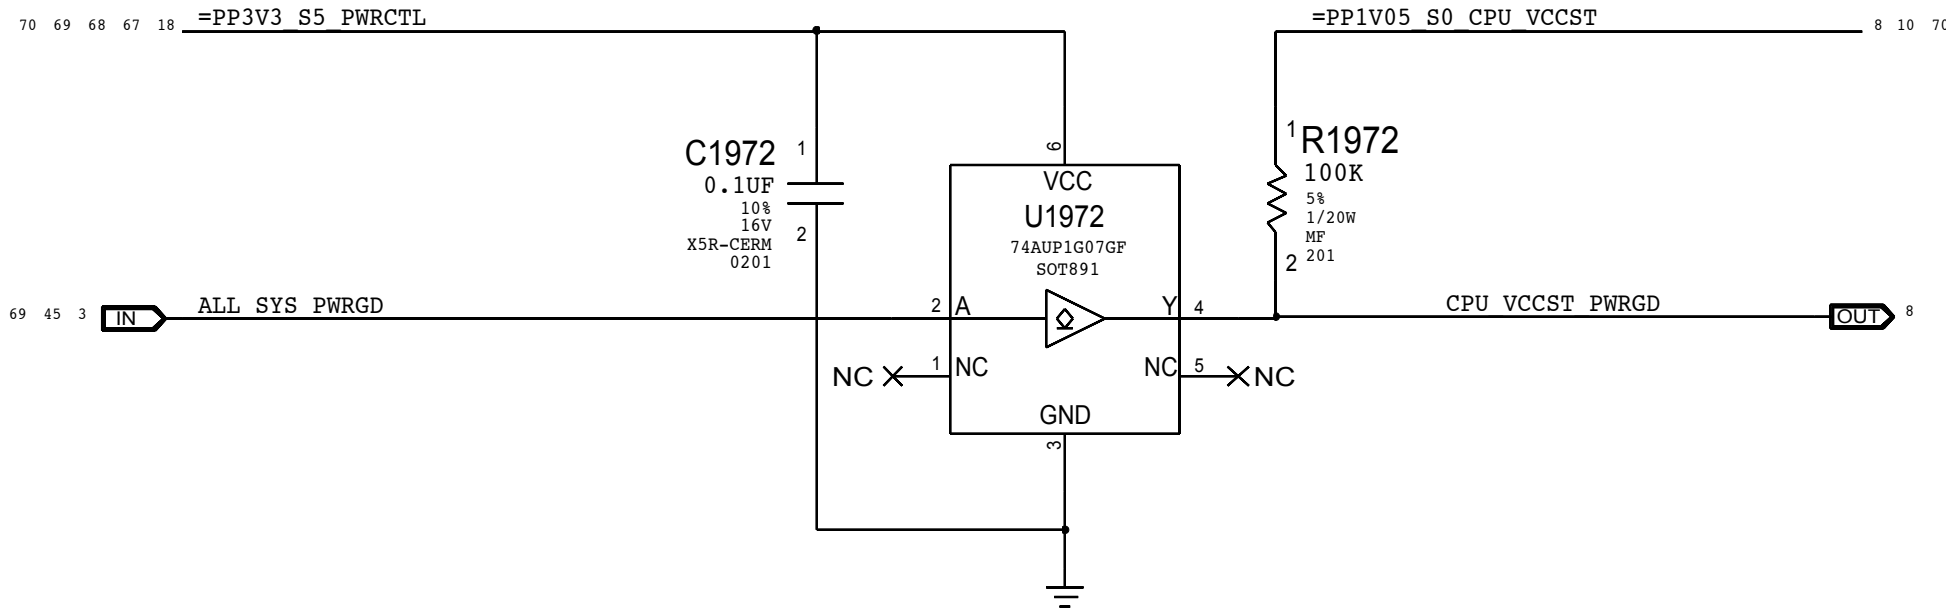 70 69 68 67 18 =PP3V3_S5_PWRCTL
=PP1V05_S0_CPU_VCCST 8 10 70
C1972 1
0.1UF
10%
16V
X5R-CERM
0201
2
6
VCC
U1972
74AUP1G07GF
SOT891
1 R1972
100K
5%
1/20W
MF
201
2
69 45 3 IN ALL_SYS_PWRGD
2 A
Y 4
CPU_VCCST_PWRGD OUT 8
NC 1 NC
NC 5 NC
GND
3